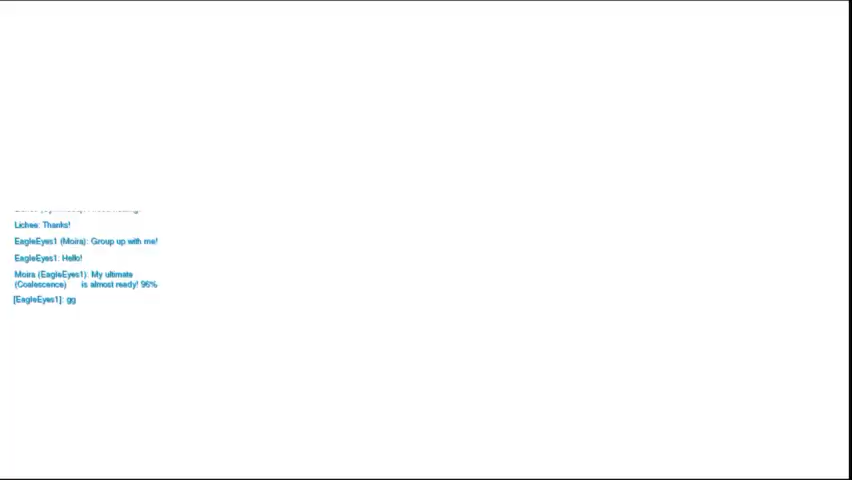 Lichee: Thanks!
EagleEyes1 (Moira): Group up with me!
EagleEyes1: Hello!
Moira (EagleEyes1): My ultimate
(Coalescence) is almost ready! 96%
[EagleEyes1]: gg